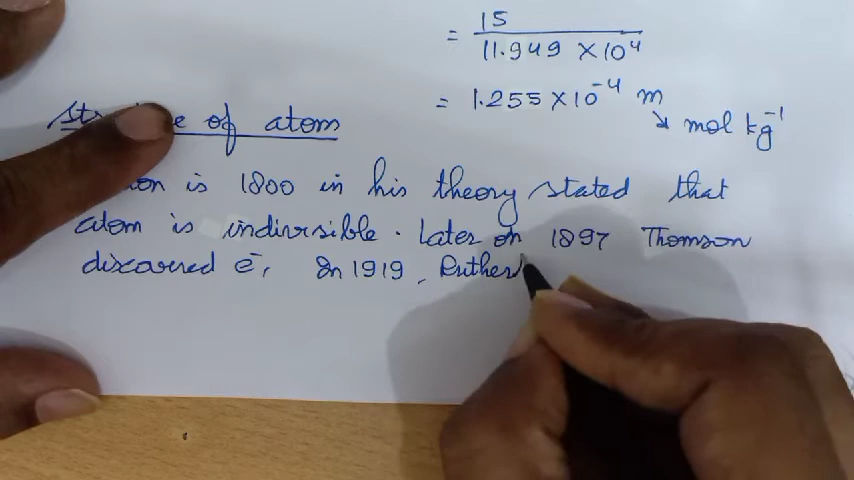 = 15 / 11.949 × 10⁴
= 1.255 × 10⁻⁴ m
↘ mol kg⁻¹
of atom
is 1800 in his theory stated that
atom is indivisible. Later on 1897 Thomson
discovered e⁻, In 1919, Ruther